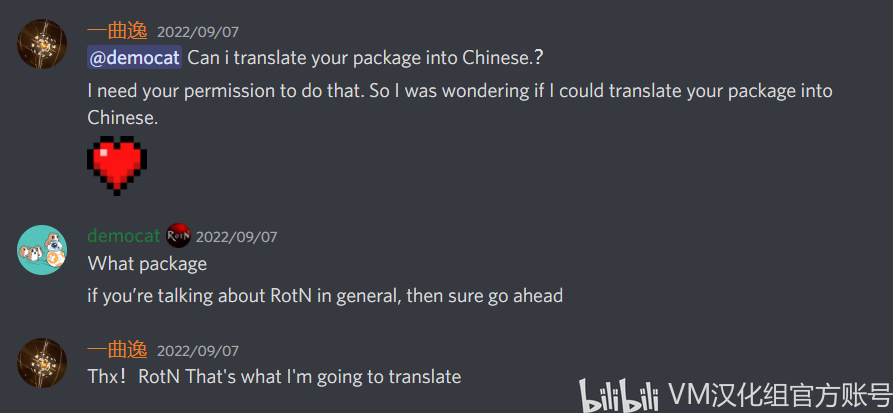 一曲逸 2022/09/07
@democat Can i translate your package into Chinese.？
I need your permission to do that. So I was wondering if I could translate your package into
Chinese.
democat RotN 2022/09/07
What package
if you're talking about RotN in general, then sure go ahead
一曲逸 2022/09/07
Thx！RotN That's what I'm going to translate
bilibili VM汉化组官方账号